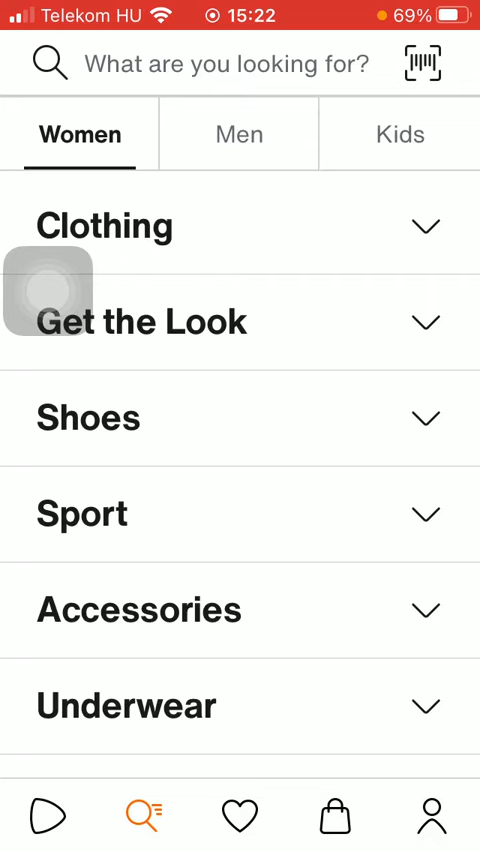 Telekom HU 15:22 69%
What are you looking for?
Women Men Kids
Clothing
Get the Look
Shoes
Sport
Accessories
Underwear